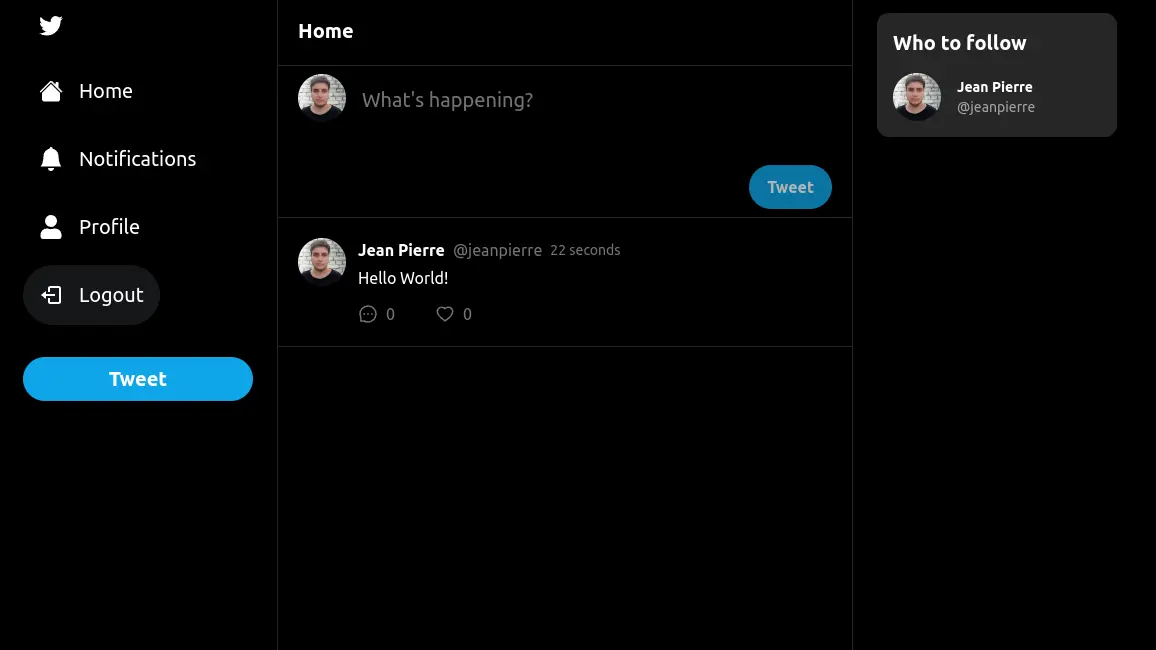 Home
Notifications
Profile
Logout
Tweet
Home
What's happening?
Tweet
Jean Pierre @jeanpierre 22 seconds
Hello World!
0 0
Who to follow
Jean Pierre
@jeanpierre